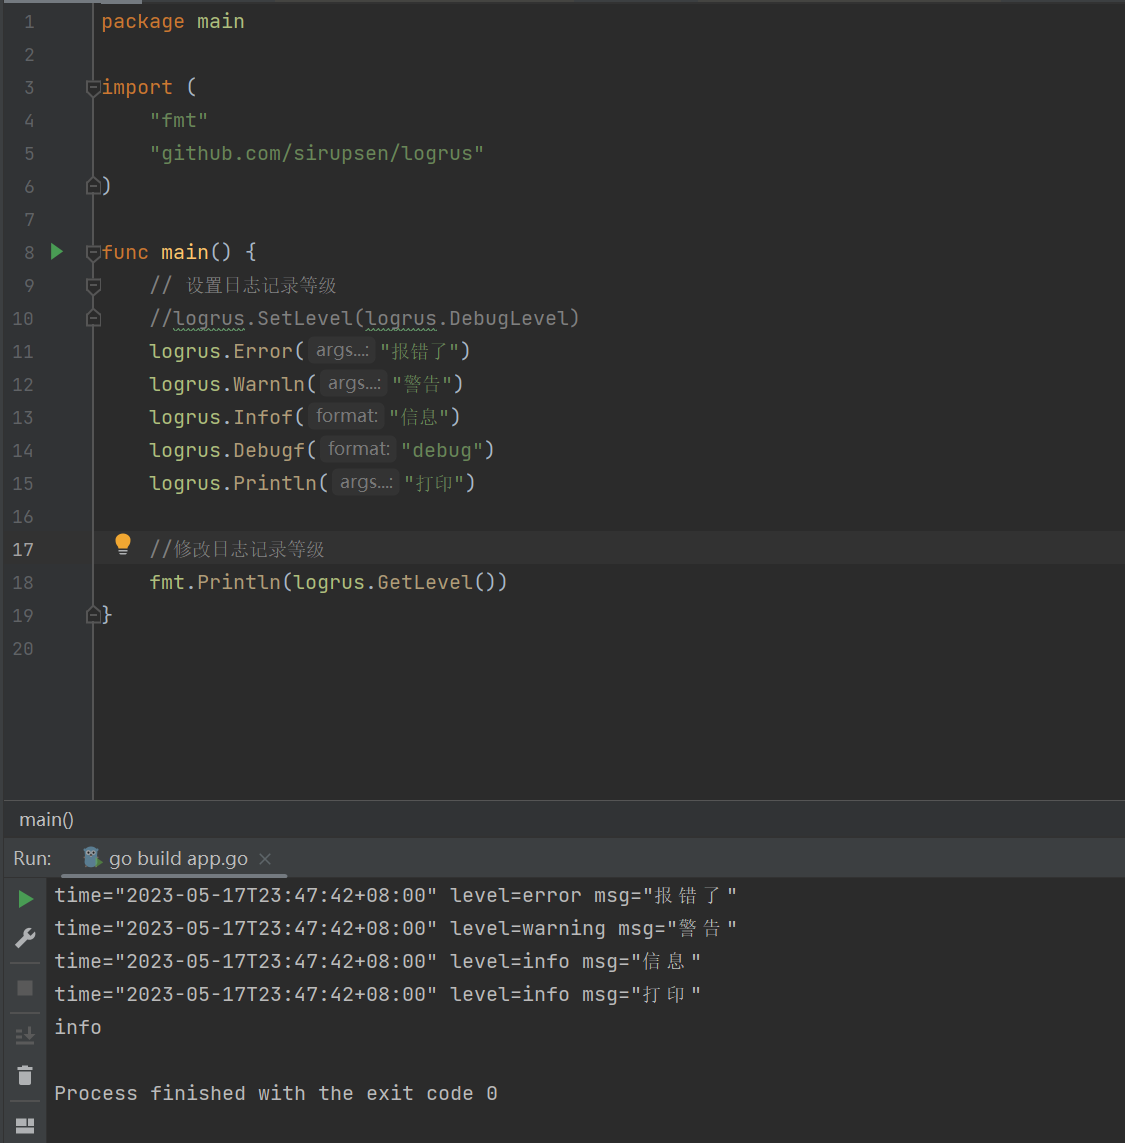 1 package main
2
3 import (
4 "fmt"
5 "github.com/sirupsen/logrus"
6 )
7
8 func main() {
9 // 设置日志记录等级
10 //logrus.SetLevel(logrus.DebugLevel)
11 logrus.Error( args...: "报错了")
12 logrus.Warnln( args...: "警告")
13 logrus.Infof( format: "信息")
14 logrus.Debugf( format: "debug")
15 logrus.Println( args...: "打印")
16
17 //修改日志记录等级
18 fmt.Println(logrus.GetLevel())
19 }
20
main()
Run: go build app.go
time="2023-05-17T23:47:42+08:00" level=error msg="报错了"
time="2023-05-17T23:47:42+08:00" level=warning msg="警告"
time="2023-05-17T23:47:42+08:00" level=info msg="信息"
time="2023-05-17T23:47:42+08:00" level=info msg="打印"
info
Process finished with the exit code 0